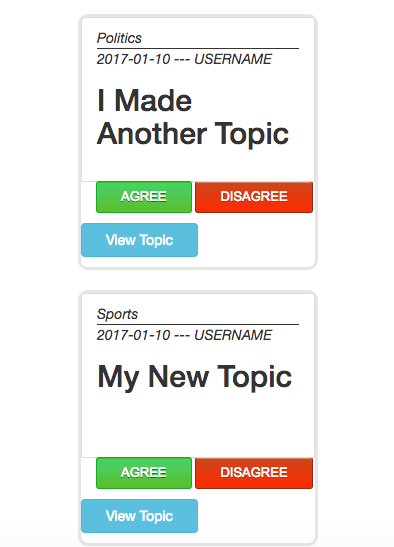 Politics
2017-01-10 --- USERNAME
I Made
Another Topic
AGREE DISAGREE
View Topic
Sports
2017-01-10 --- USERNAME
My New Topic
AGREE DISAGREE
View Topic